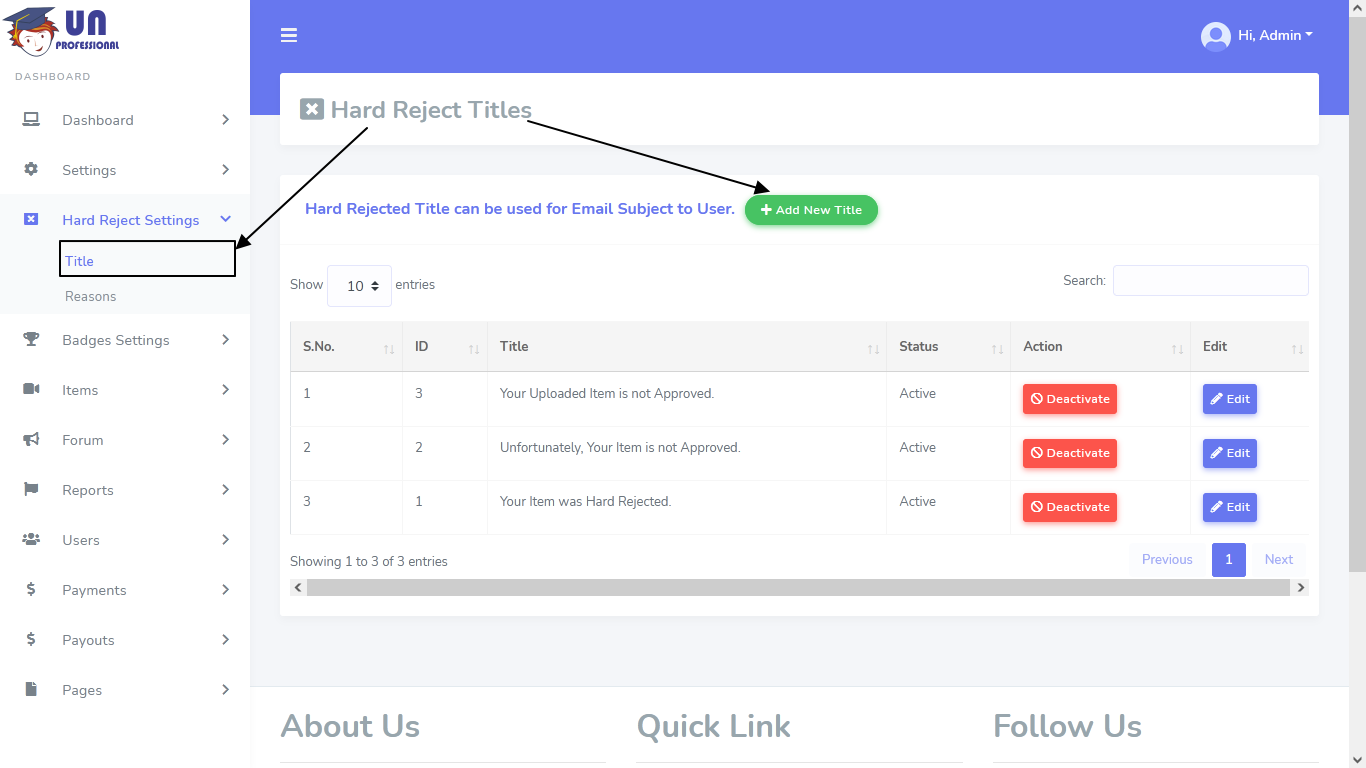 UN
PROFESSIONAL
DASHBOARD
Dashboard
Settings
Hard Reject Settings
Title
Reasons
Badges Settings
Items
Forum
Reports
Users
Payments
Payouts
Pages
Hi, Admin
Hard Reject Titles
Hard Rejected Title can be used for Email Subject to User. Add New Title
Show 10 entries Search:
S.No. ID Title Status Action Edit
1 3 Your Uploaded Item is not Approved. Active Deactivate Edit
2 2 Unfortunately, Your Item is not Approved. Active Deactivate Edit
3 1 Your Item was Hard Rejected. Active Deactivate Edit
Showing 1 to 3 of 3 entries Previous 1 Next
About Us Quick Link Follow Us